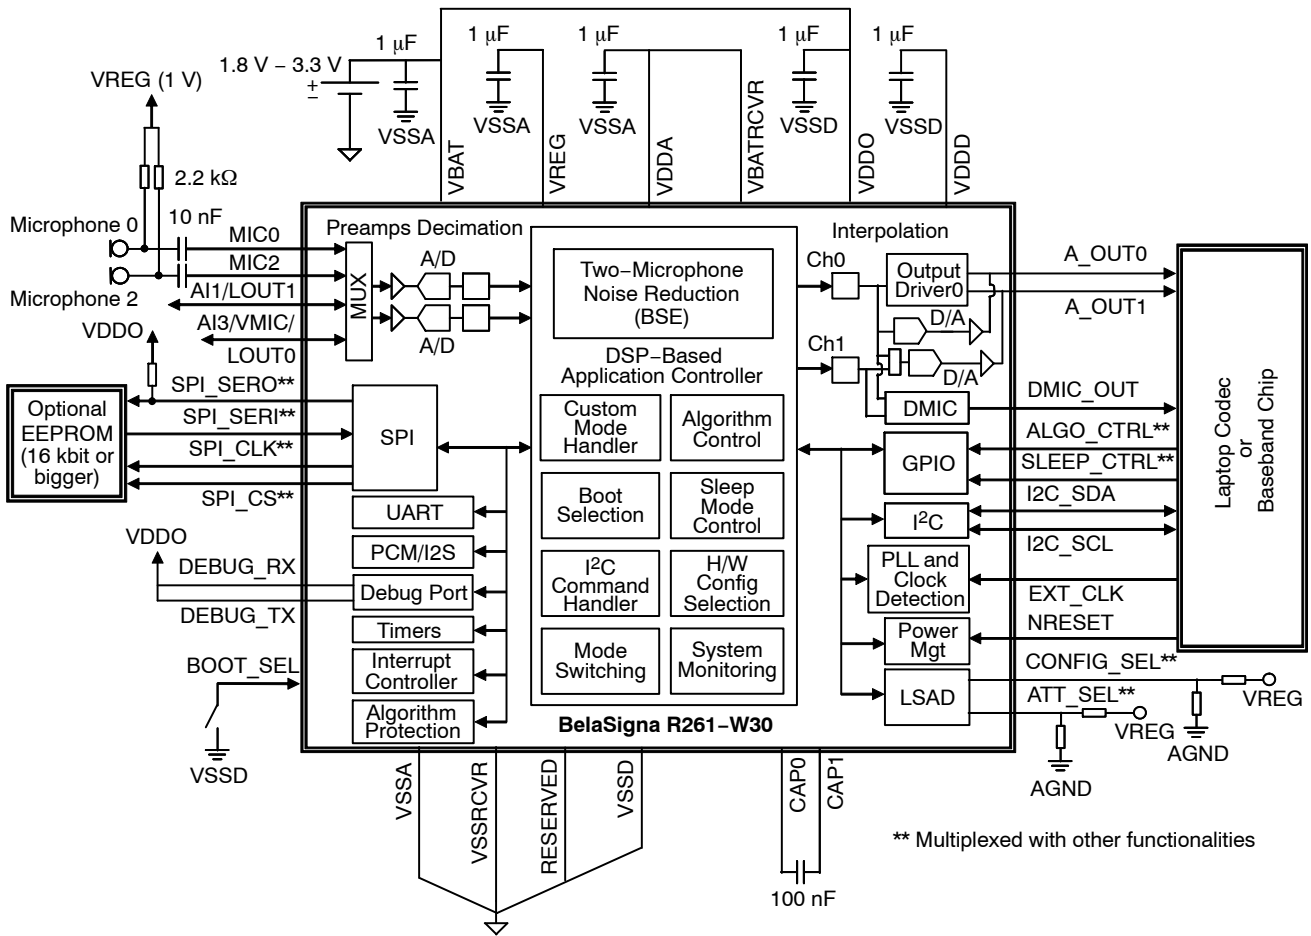 1 μF
1 μF
1 μF
1 μF
1 μF
1.8 V − 3.3 V
+
−
VSSA
VSSA
VSSA
VSSD
VSSD
VBAT
VREG
VDDA
VBATRCVR
VDDO
VDDD
VREG (1 V)
2.2 kΩ
Microphone 0
10 nF
MIC0
MIC2
Microphone 2
AI1/LOUT1
AI3/VMIC/
LOUT0
VDDO
SPI_SERO**
SPI_SERI**
SPI_CLK**
SPI_CS**
Optional
EEPROM
(16 kbit or
bigger)
VDDO
DEBUG_RX
DEBUG_TX
BOOT_SEL
VSSD
Preamps Decimation
MUX
A/D
A/D
SPI
UART
PCM/I2S
Debug Port
Timers
Interrupt
Controller
Algorithm
Protection
Two−Microphone
Noise Reduction
(BSE)
DSP−Based
Application Controller
Custom
Mode
Handler
Algorithm
Control
Boot
Selection
Sleep
Mode
Control
I2C
Command
Handler
H/W
Config
Selection
Mode
Switching
System
Monitoring
BelaSigna R261−W30
Interpolation
Ch0
Output
Driver0
D/A
Ch1
D/A
DMIC
GPIO
I2C
PLL and
Clock
Detection
Power
Mgt
LSAD
A_OUT0
A_OUT1
DMIC_OUT
ALGO_CTRL**
SLEEP_CTRL**
I2C_SDA
I2C_SCL
EXT_CLK
NRESET
CONFIG_SEL**
ATT_SEL**
VREG
VREG
AGND
AGND
Laptop Codec
or
Baseband Chip
VSSA
VSSRCVR
RESERVED
VSSD
CAP0
CAP1
100 nF
** Multiplexed with other functionalities